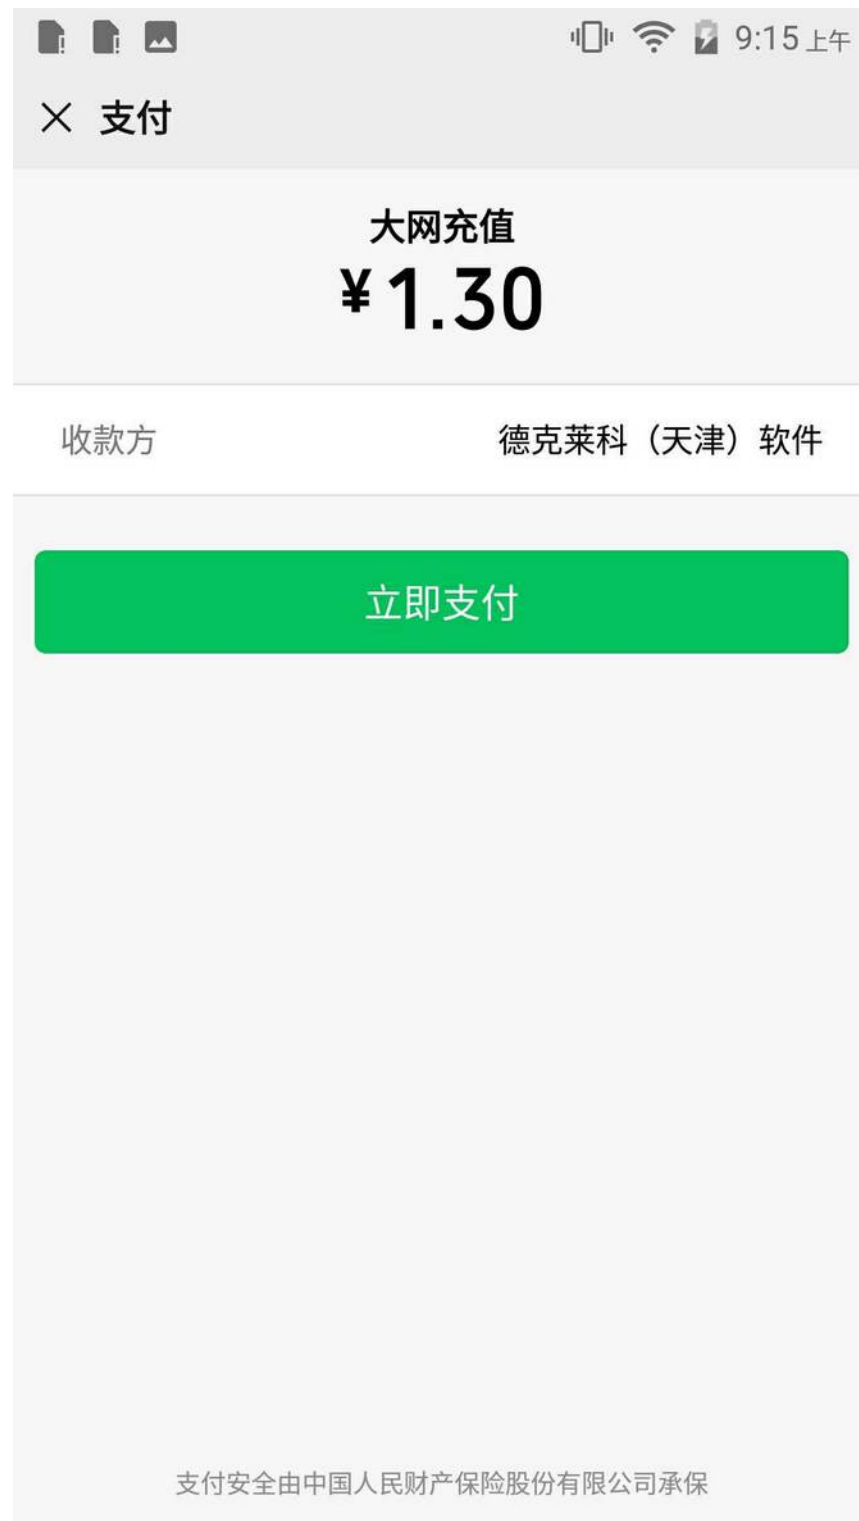 9:15 上午
支付
大网充值
¥1.30
收款方 德克莱科（天津）软件
立即支付
支付安全由中国人民财产保险股份有限公司承保